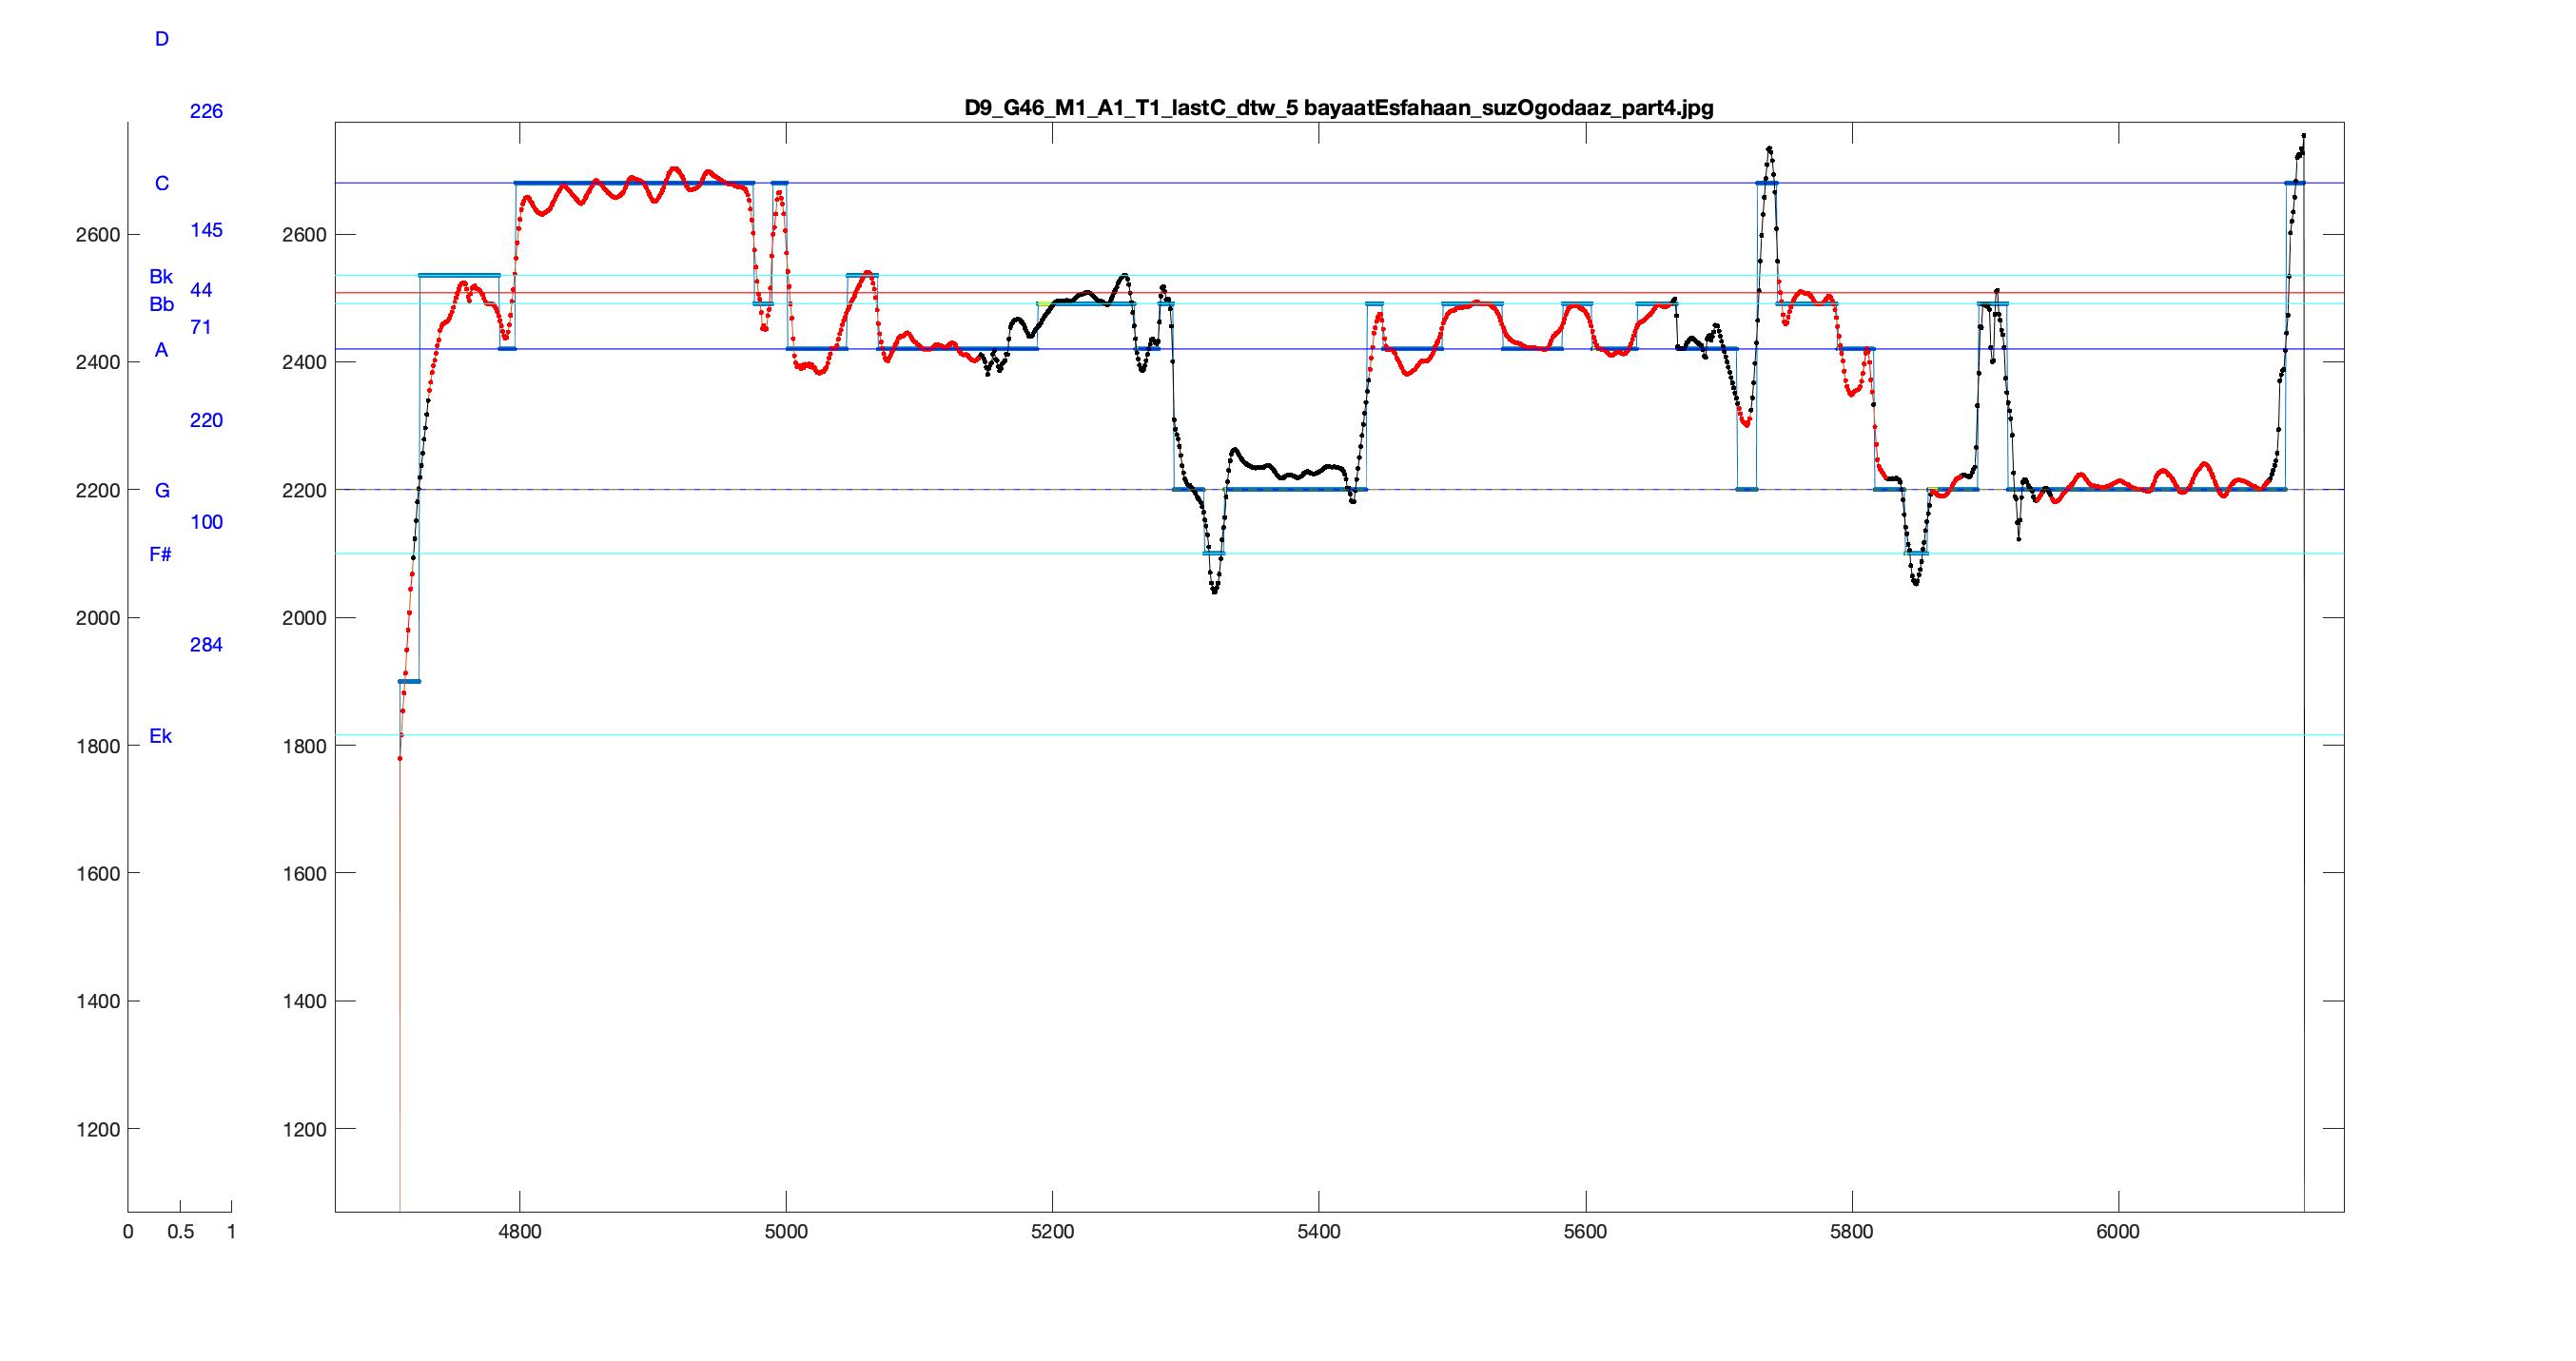 D
226
D9_G46_M1_A1_T1_lastC_dtw_5 bayaatEsfahaan_suzOgodaaz_part4.jpg
C
145
2600 2600
Bk
44
Bb
71
A
2400 2400
220
2200 G 2200
100
F#
2000 2000
284
Ek
1800 1800
1600 1600
1400 1400
1200 1200
0 0.5 1 4800 5000 5200 5400 5600 5800 6000